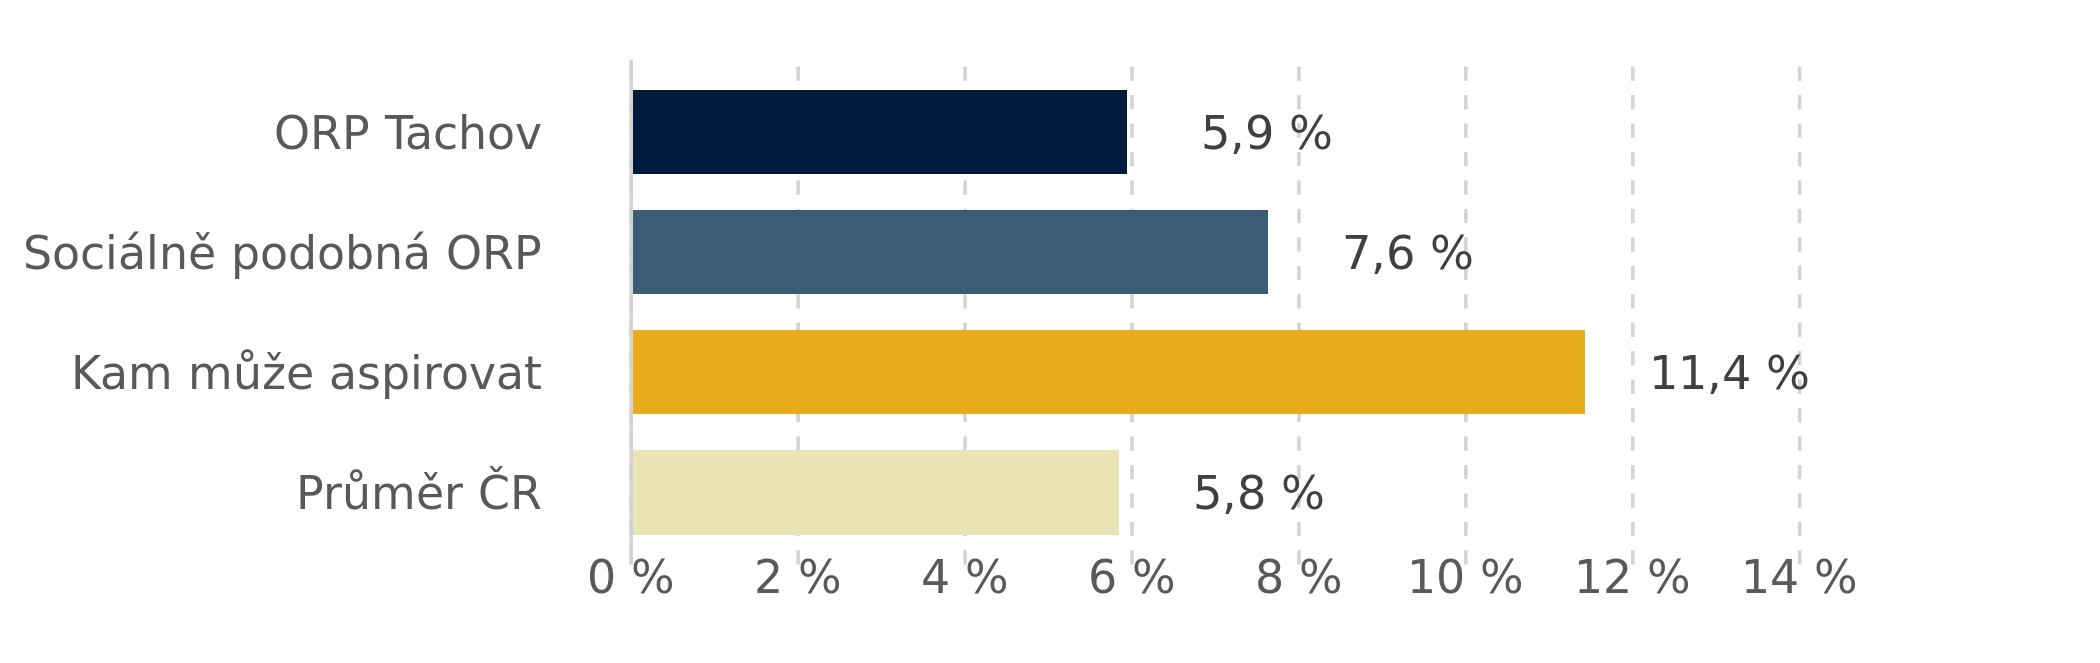 ORP Tachov 5,9 %
Sociálně podobná ORP 7,6 %
Kam může aspirovat 11,4 %
Průměr ČR 5,8 %
0 % 2 % 4 % 6 % 8 % 10 % 12 % 14 %